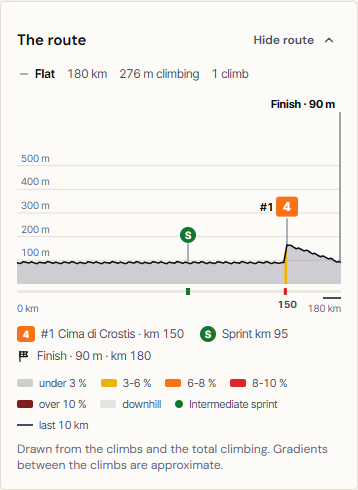 The route
Hide route
Flat 180 km 276 m climbing 1 climb
Finish · 90 m
500 m
400 m
300 m
#1 4
200 m
S
100 m
150
0 km 180 km
4 #1 Cima di Crostis · km 150 S Sprint km 95
Finish · 90 m · km 180
under 3 % 3-6 % 6-8 % 8-10 %
over 10 % downhill Intermediate sprint
last 10 km
Drawn from the climbs and the total climbing. Gradients
between the climbs are approximate.